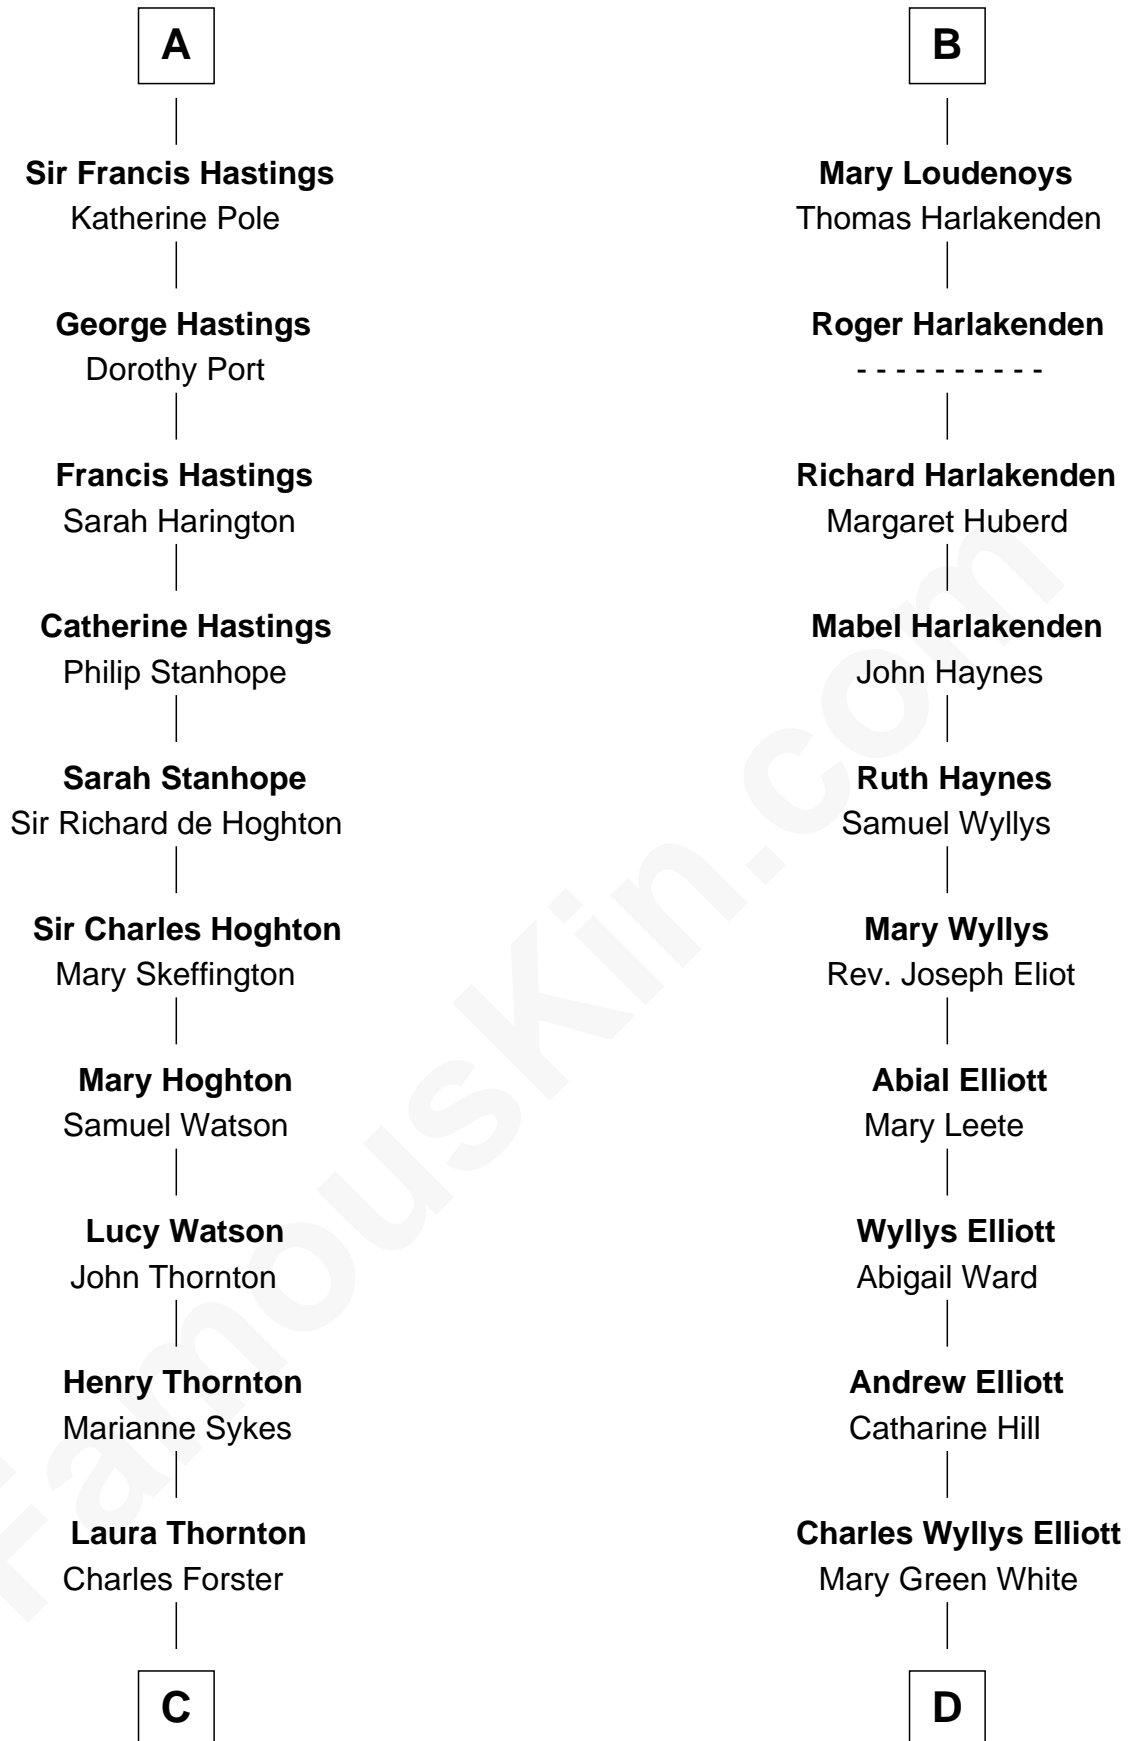 A
Sir Francis Hastings
Katherine Pole
George Hastings
Dorothy Port
Francis Hastings
Sarah Harington
Catherine Hastings
Philip Stanhope
Sarah Stanhope
Sir Richard de Hoghton
Sir Charles Hoghton
Mary Skeffington
Mary Hoghton
Samuel Watson
Lucy Watson
John Thornton
Henry Thornton
Marianne Sykes
Laura Thornton
Charles Forster
C
B
Mary Loudenoys
Thomas Harlakenden
Roger Harlakenden
- - - - - - - - - -
Richard Harlakenden
Margaret Huberd
Mabel Harlakenden
John Haynes
Ruth Haynes
Samuel Wyllys
Mary Wyllys
Rev. Joseph Eliot
Abial Elliott
Mary Leete
Wyllys Elliott
Abigail Ward
Andrew Elliott
Catharine Hill
Charles Wyllys Elliott
Mary Green White
D
FamousKin.com